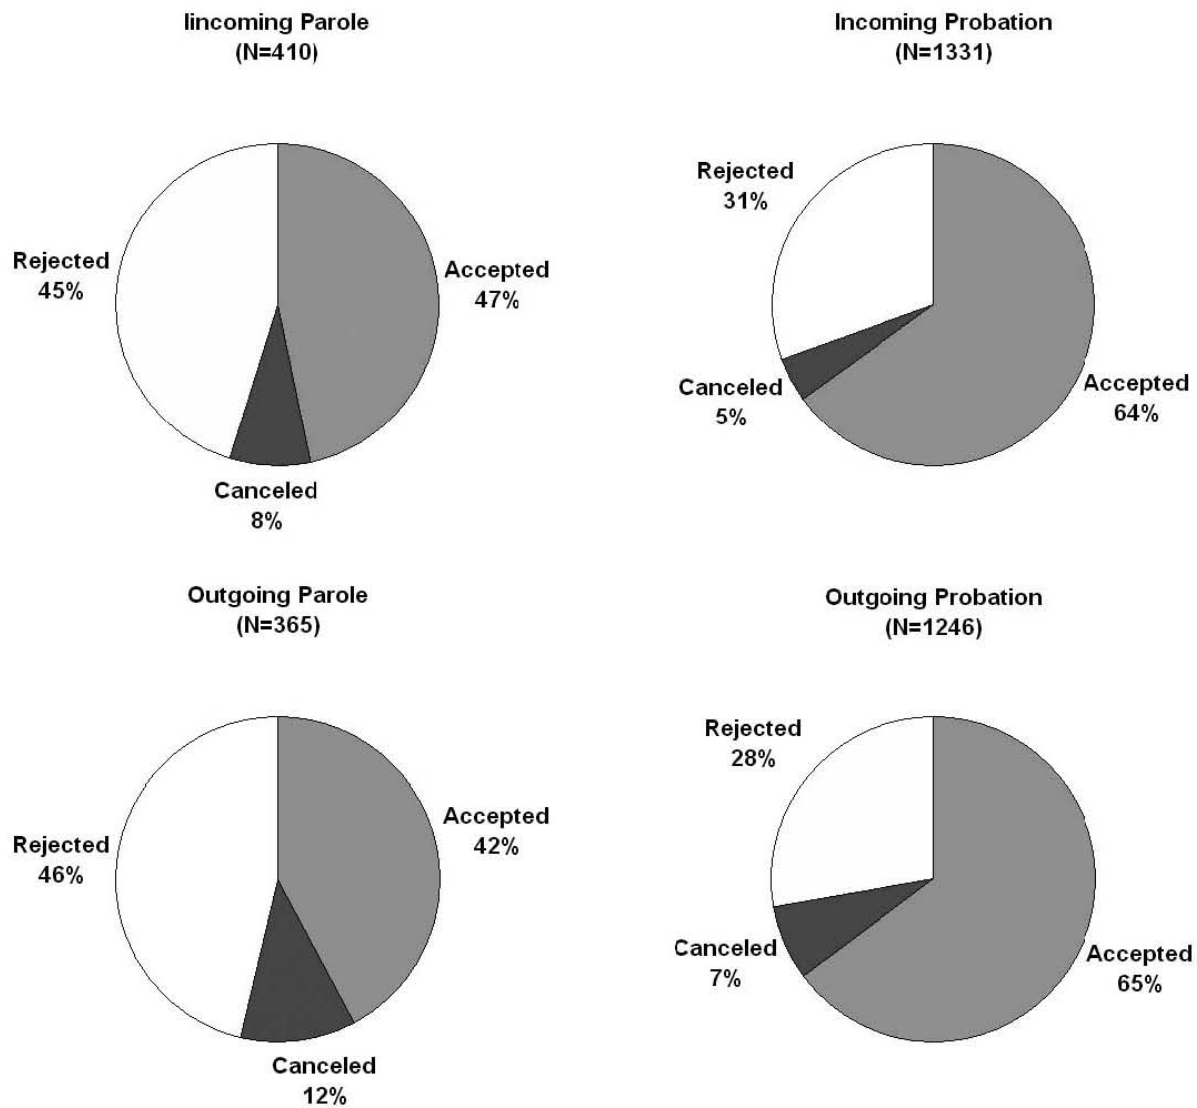 Iincoming Parole
(N=410)
Rejected
45%
Accepted
47%
Canceled
8%
Incoming Probation
(N=1331)
Rejected
31%
Canceled
5%
Accepted
64%
Outgoing Parole
(N=365)
Rejected
46%
Accepted
42%
Canceled
12%
Outgoing Probation
(N=1246)
Rejected
28%
Canceled
7%
Accepted
65%